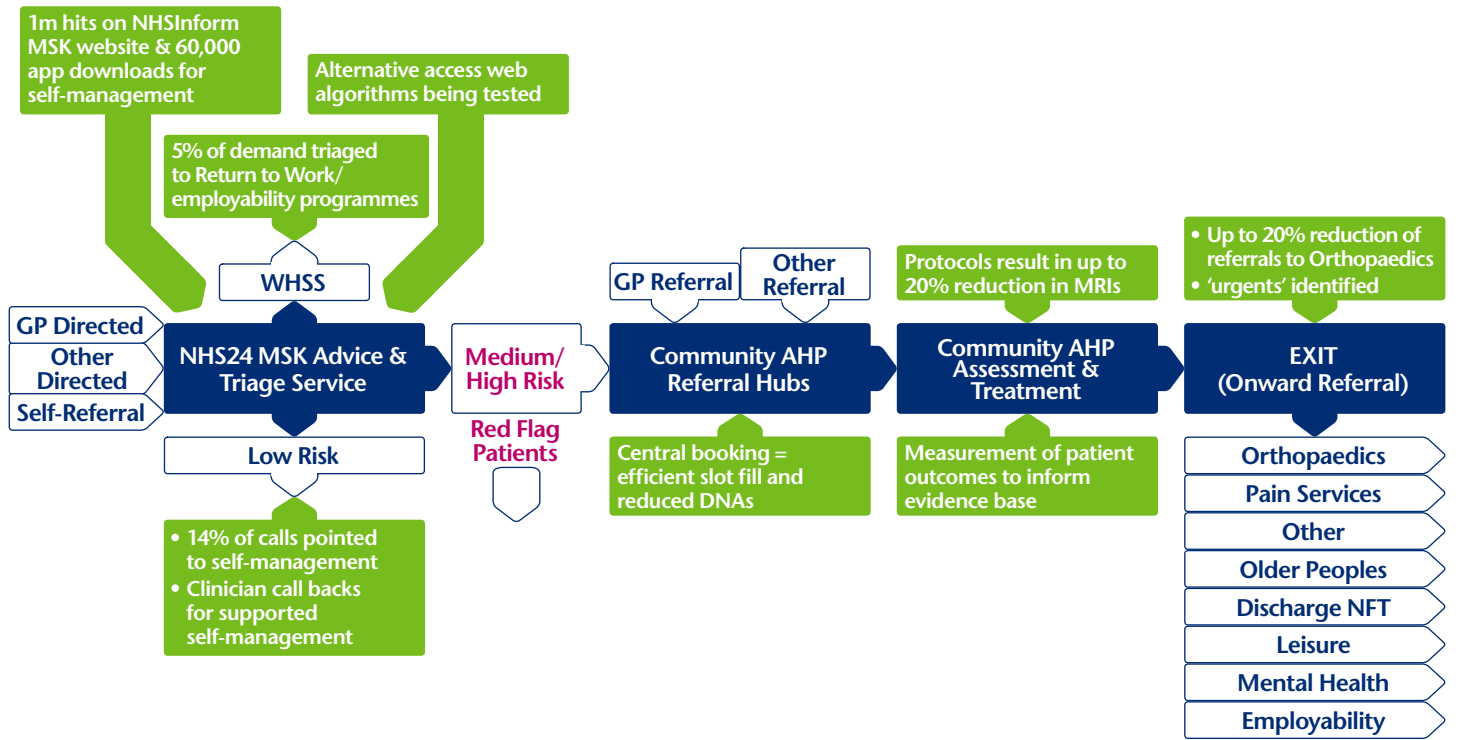 1m hits on NHSInform
MSK website & 60,000
app downloads for
self-management
Alternative access web
algorithms being tested
5% of demand triaged
to Return to Work/
employability programmes
WHSS
GP Directed
Other
Directed
Self-Referral
NHS24 MSK Advice &
Triage Service
Low Risk
• 14% of calls pointed
to self-management
• Clinician call backs
for supported
self-management
Medium/
High Risk
Red Flag
Patients
GP Referral
Other
Referral
Community AHP
Referral Hubs
Central booking =
efficient slot fill and
reduced DNAs
Protocols result in up to
20% reduction in MRIs
Community AHP
Assessment &
Treatment
Measurement of patient
outcomes to inform
evidence base
• Up to 20% reduction of
referrals to Orthopaedics
• ‘urgents’ identified
EXIT
(Onward Referral)
Orthopaedics
Pain Services
Other
Older Peoples
Discharge NFT
Leisure
Mental Health
Employability